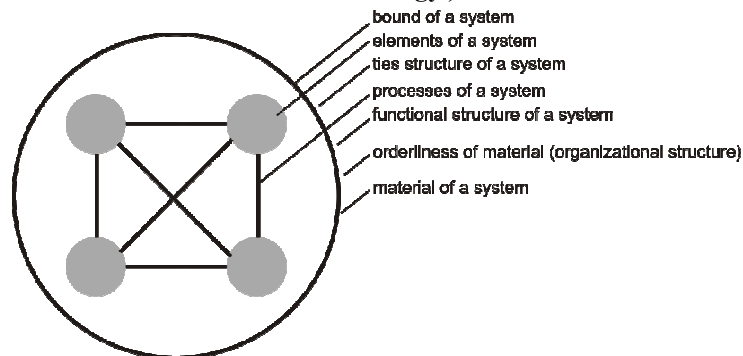 bound of a system
elements of a system
ties structure of a system
processes of a system
functional structure of a system
orderliness of material (organizational structure)
material of a system